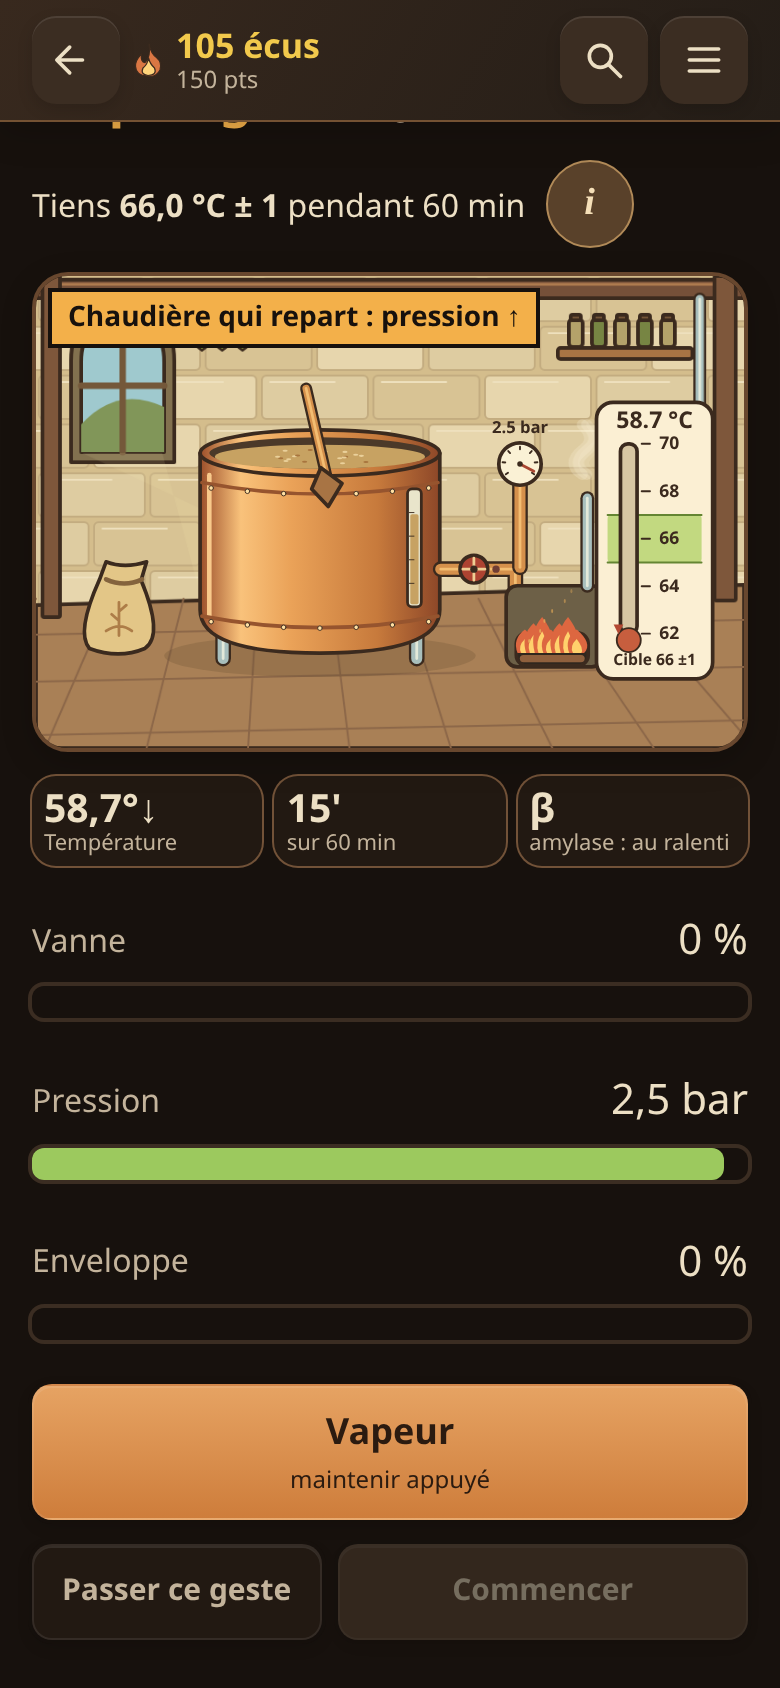 105 écus
150 pts
Tiens 66,0 °C ± 1 pendant 60 min
i
Chaudière qui repart : pression ↑
2.5 bar
58.7 °C
70
68
66
64
62
Cible 66 ±1
58,7°↓
Température
15'
sur 60 min
β
amylase : au ralenti
Vanne
0 %
Pression
2,5 bar
Enveloppe
0 %
Vapeur
maintenir appuyé
Passer ce geste
Commencer